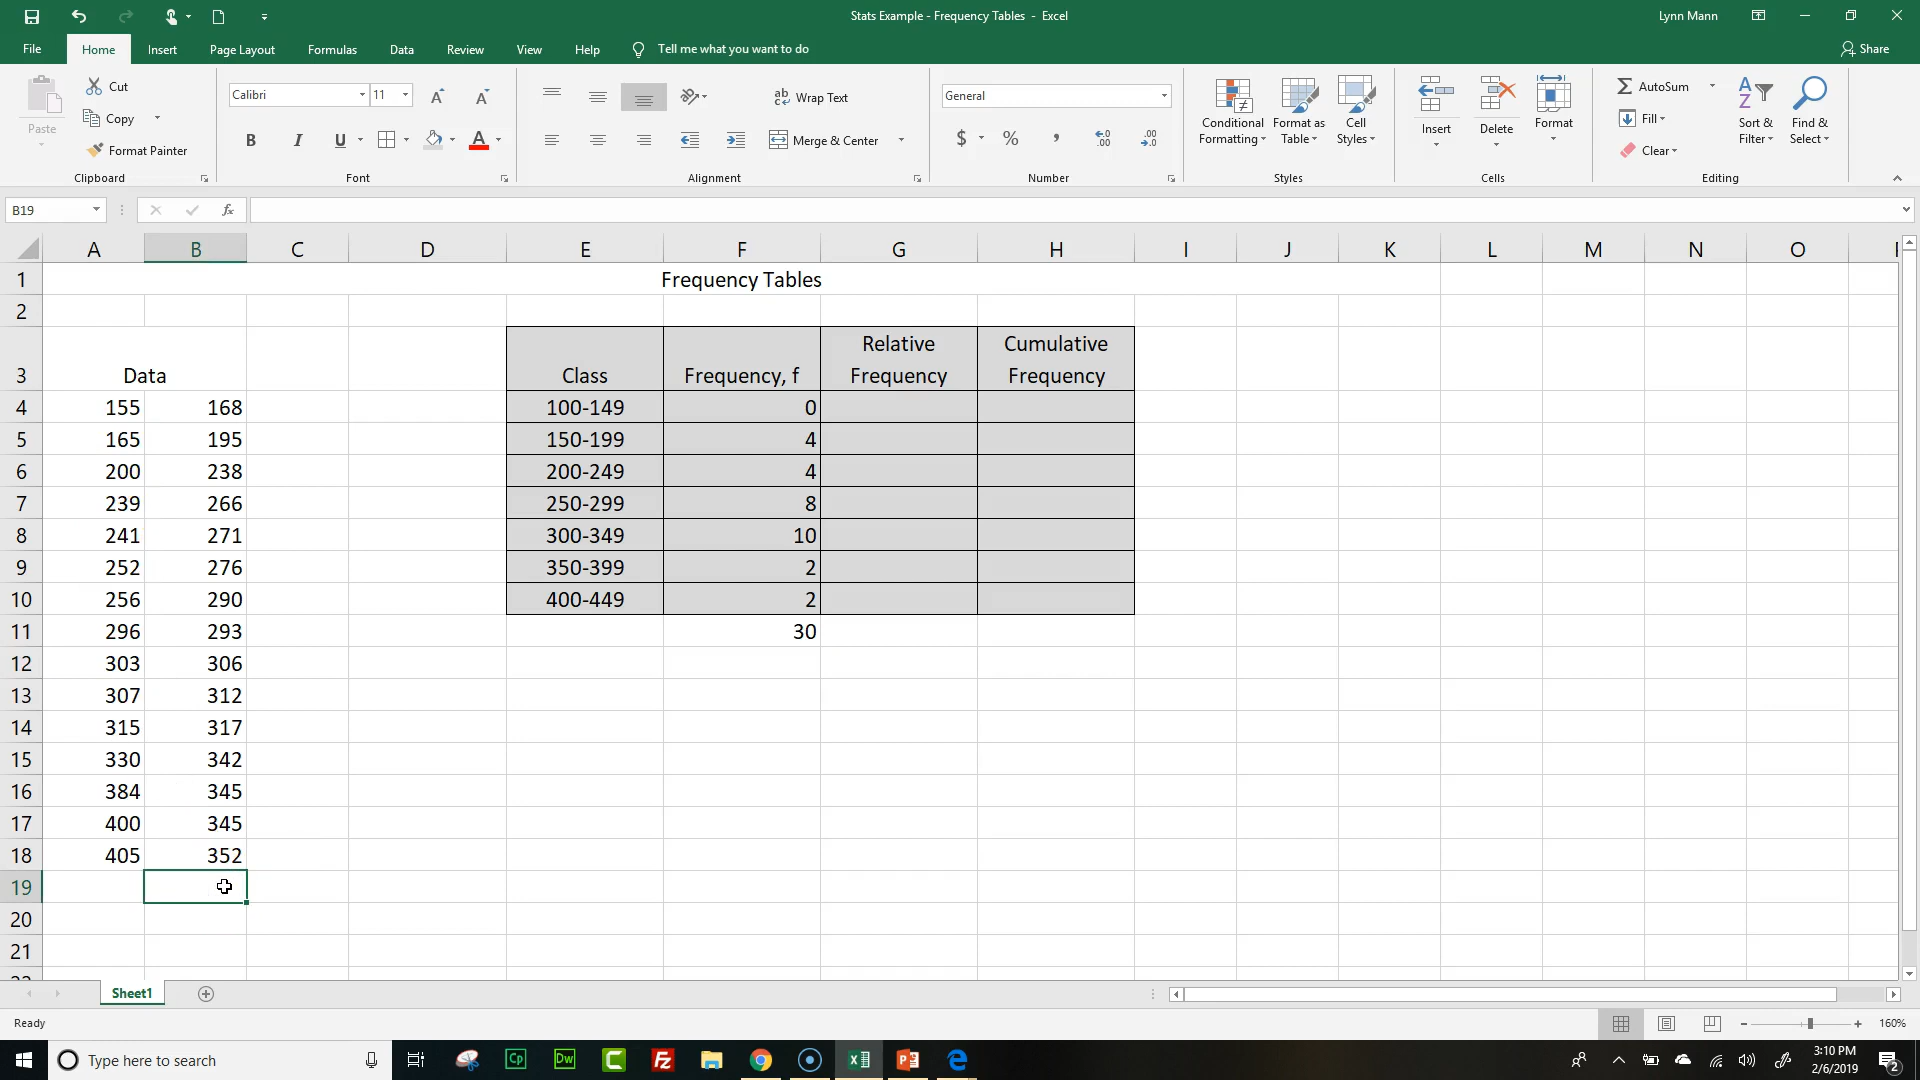 Stats Example - Frequency Tables - Excel
Lynn Mann
File Home Insert Page Layout Formulas Data Review View Help Tell me what you want to do Share
Paste
Cut
Copy
Format Painter
Clipboard
Calibri 11
B I U A
Font
ab Wrap Text
Merge & Center
Alignment
General
$ % , .00
Number
Conditional Formatting
Format as Table
Cell Styles
Styles
Insert
Delete
Format
Cells
AutoSum
Fill
Clear
Sort & Filter
Find & Select
Editing
B19 fx
A B C D E F G H I J K L M N O
1 Frequency Tables
2
3 Data Class Frequency, f Relative Frequency Cumulative Frequency
4 155 168 100-149 0
5 165 195 150-199 4
6 200 238 200-249 4
7 239 266 250-299 8
8 241 271 300-349 10
9 252 276 350-399 2
10 256 290 400-449 2
11 296 293 30
12 303 306
13 307 312
14 315 317
15 330 342
16 384 345
17 400 345
18 405 352
19
20
21
Sheet1
Ready
160%
Type here to search
Cp Dw C Fz
3:10 PM
2/6/2019
2